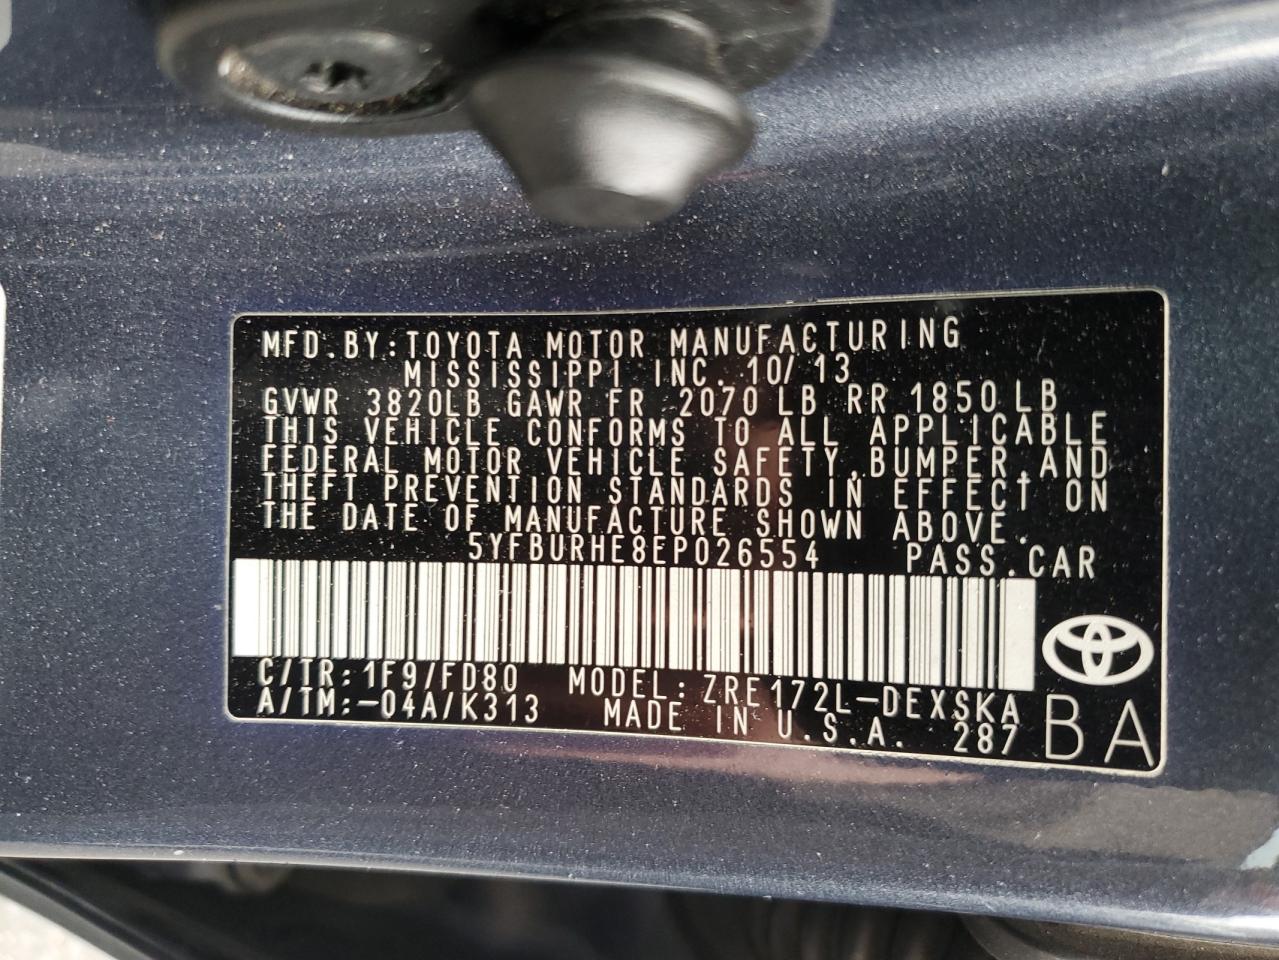 MFD.BY:TOYOTA MOTOR MANUFACTURING
MISSISSIPPI INC. 10/13
GVWR 3820LB GAWR FR 2070 LB RR 1850LB
THIS VEHICLE CONFORMS TO ALL APPLICABLE
FEDERAL MOTOR VEHICLE SAFETY,BUMPER,AND
THEFT PREVENTION STANDARDS IN EFFECT ON
THE DATE OF MANUFACTURE SHOWN ABOVE.
5YFBURHE8EP026554 PASS.CAR
C/TR:1F9/FD80 MODEL:ZRE172L-DEXSKA
A/TM:-04A/K313 MADE IN U.S.A. 287
BA